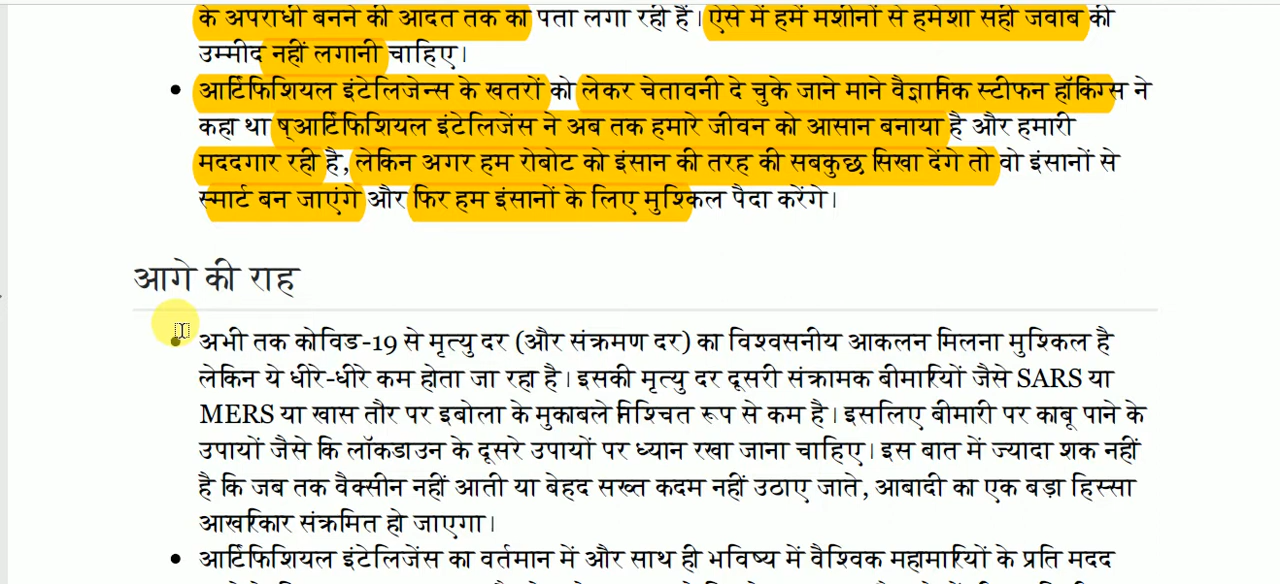 के अपराधी बनने की आदत तक का पता लगा रही हैं। ऐसे में हमें मशीनों से हमेशा सही जवाब की
उम्मीद नहीं लगानी चाहिए।
• आर्टिफिशियल इंटेलिजेन्स के खतरों को लेकर चेतावनी दे चुके जाने माने वैज्ञानिक स्टीफन हॉकिंग्स ने
कहा था ष्आर्टिफिशियल इंटेलिजेंस ने अब तक हमारे जीवन को आसान बनाया है और हमारी
मददगार रही है, लेकिन अगर हम रोबोट को इंसान की तरह की सबकुछ सिखा देंगे तो वो इंसानों से
स्मार्ट बन जाएंगे और फिर हम इंसानों के लिए मुश्किल पैदा करेंगे।
आगे की राह
• अभी तक कोविड-19 से मृत्यु दर (और संक्रमण दर) का विश्वसनीय आकलन मिलना मुश्किल है
लेकिन ये धीरे-धीरे कम होता जा रहा है। इसकी मृत्यु दर दूसरी संक्रामक बीमारियों जैसे SARS या
MERS या खास तौर पर इबोला के मुकाबले निश्चित रूप से कम है। इसलिए बीमारी पर काबू पाने के
उपायों जैसे कि लॉकडाउन के दूसरे उपायों पर ध्यान रखा जाना चाहिए। इस बात में ज्यादा शक नहीं
है कि जब तक वैक्सीन नहीं आती या बेहद सख्त कदम नहीं उठाए जाते, आबादी का एक बड़ा हिस्सा
आखरिकार संक्रमित हो जाएगा।
• आर्टिफिशियल इंटेलिजेंस का वर्तमान में और साथ ही भविष्य में वैश्विक महामारियों के प्रति मदद